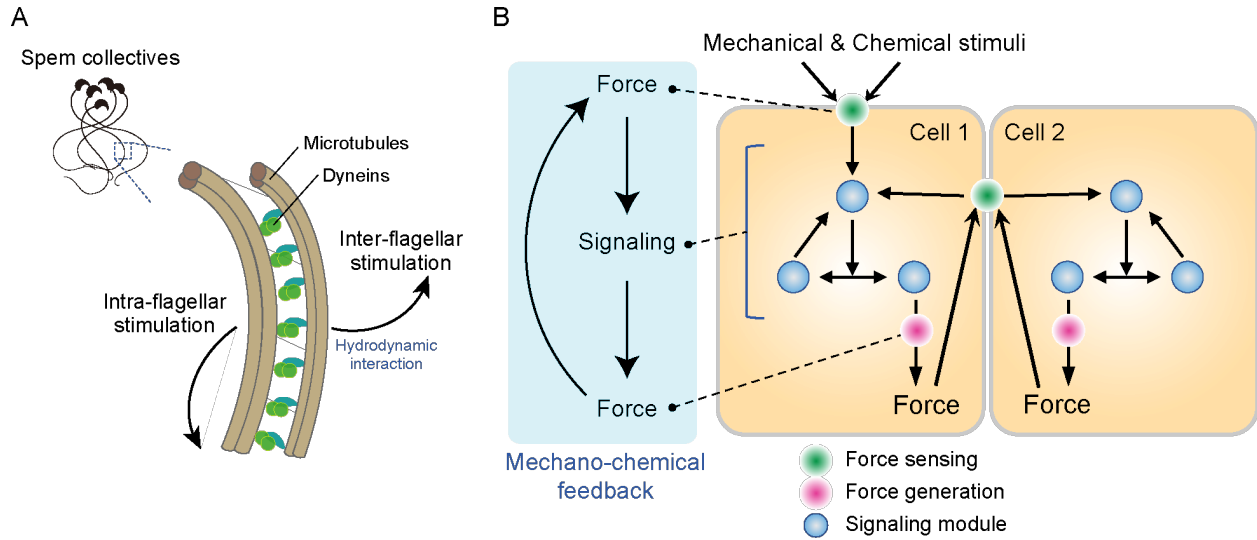 A
Spem collectives
Microtubules
Dyneins
Inter-flagellar
stimulation
Intra-flagellar
stimulation
Hydrodynamic
interaction
B
Mechanical & Chemical stimuli
Force
Signaling
Force
Mechano-chemical
feedback
Cell 1
Cell 2
Force
Force
Force sensing
Force generation
Signaling module